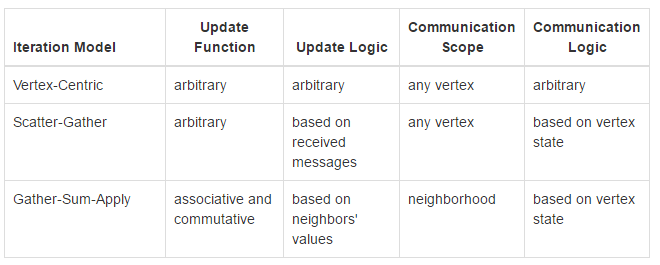 Iteration Model Update Function Update Logic Communication Scope Communication Logic
Vertex-Centric arbitrary arbitrary any vertex arbitrary
Scatter-Gather arbitrary based on received messages any vertex based on vertex state
Gather-Sum-Apply associative and commutative based on neighbors' values neighborhood based on vertex state